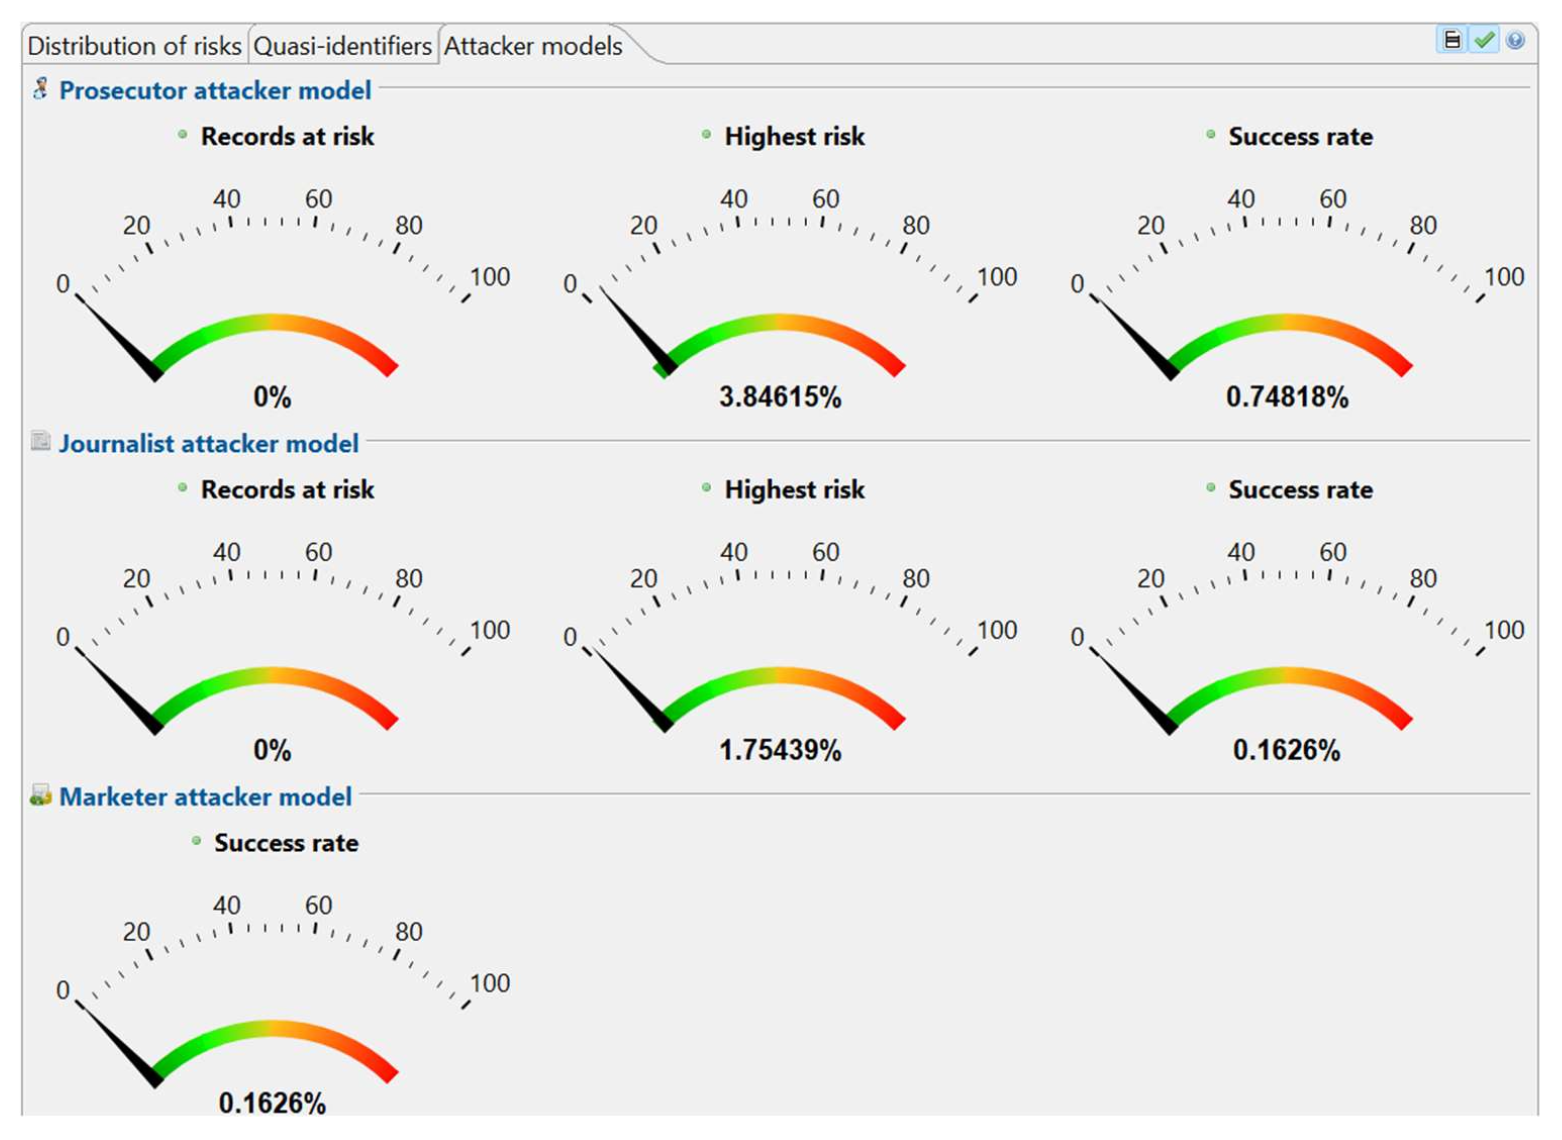 Distribution of risks Quasi-identifiers Attacker models
Prosecutor attacker model
Records at risk Highest risk Success rate
0 20 40 60 80 100 0 20 40 60 80 100 0 20 40 60 80 100
0% 3.84615% 0.74818%
Journalist attacker model
Records at risk Highest risk Success rate
0 20 40 60 80 100 0 20 40 60 80 100 0 20 40 60 80 100
0% 1.75439% 0.1626%
Marketer attacker model
Success rate
0 20 40 60 80 100
0.1626%